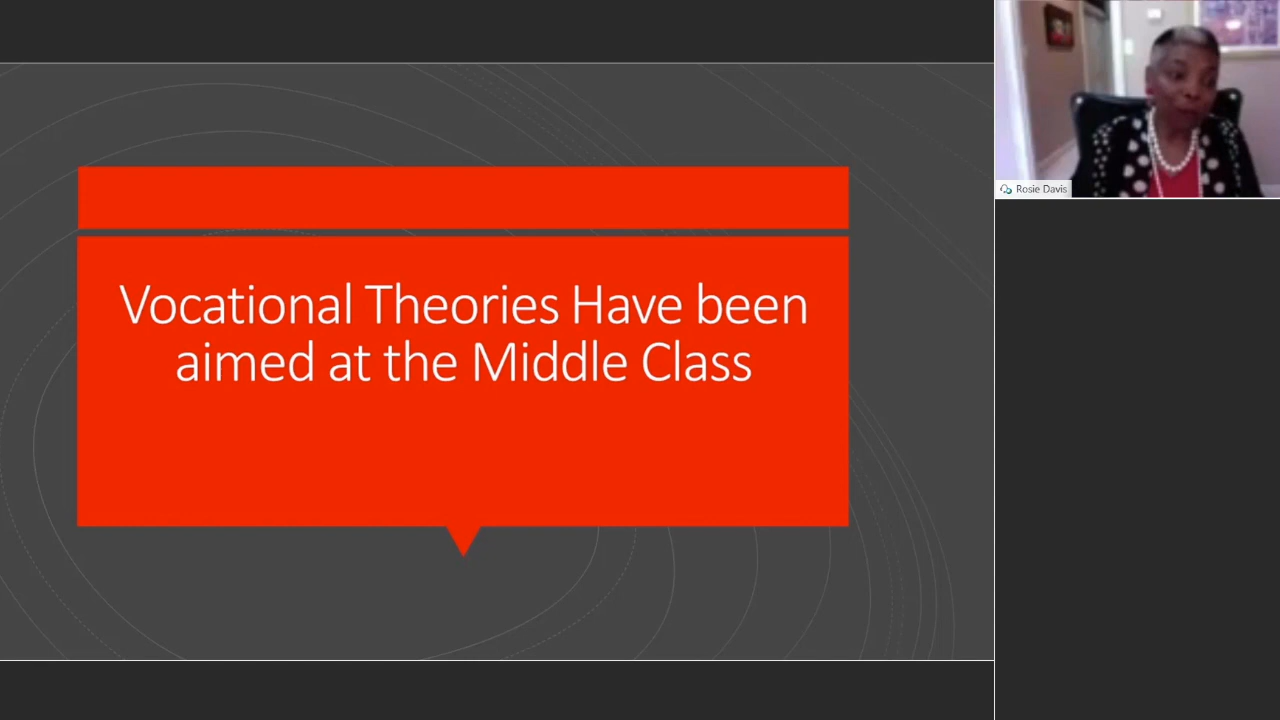 Vocational Theories Have been
aimed at the Middle Class
Rosie Davis